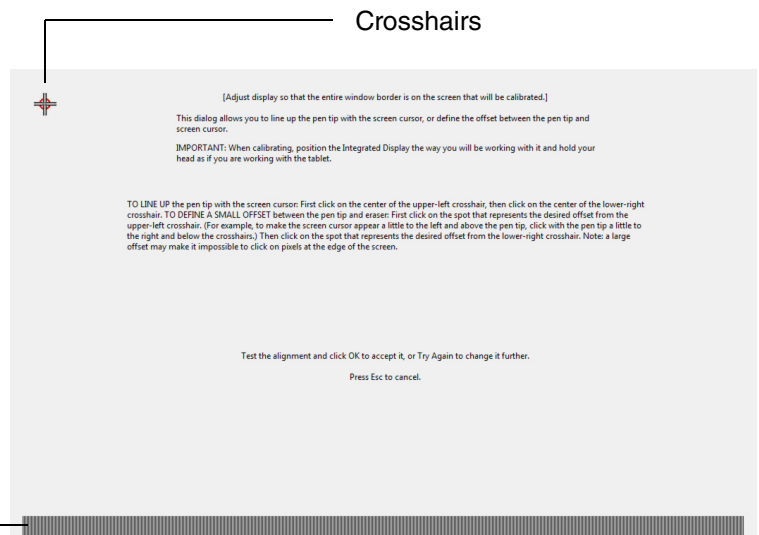 Crosshairs
[Adjust display so that the entire window border is on the screen that will be calibrated.]
This dialog allows you to line up the pen tip with the screen cursor, or define the offset between the pen tip and
screen cursor.
IMPORTANT: When calibrating, position the Integrated Display the way you will be working with it and hold your
head as if you are working with the tablet.
TO LINE UP the pen tip with the screen cursor: First click on the center of the upper-left crosshair, then click on the center of the lower-right
crosshair. TO DEFINE A SMALL OFFSET between the pen tip and eraser: First click on the spot that represents the desired offset from the
upper-left crosshair. (For example, to make the screen cursor appear a little to the left and above the pen tip, click with the pen tip a little to
the right and below the crosshairs.) Then click on the spot that represents the desired offset from the lower-right crosshair. Note: a large
offset may make it impossible to click on pixels at the edge of the screen.
Test the alignment and click OK to accept it, or Try Again to change it further.
Press Esc to cancel.